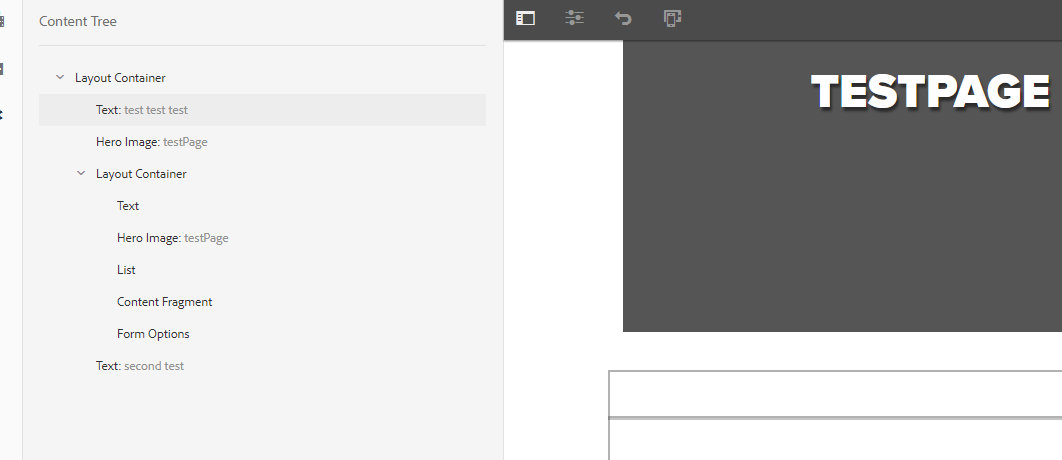 Content Tree
Layout Container
Text: test test test
Hero Image: testPage
Layout Container
Text
Hero Image: testPage
List
Content Fragment
Form Options
Text: second test
TESTPAGE